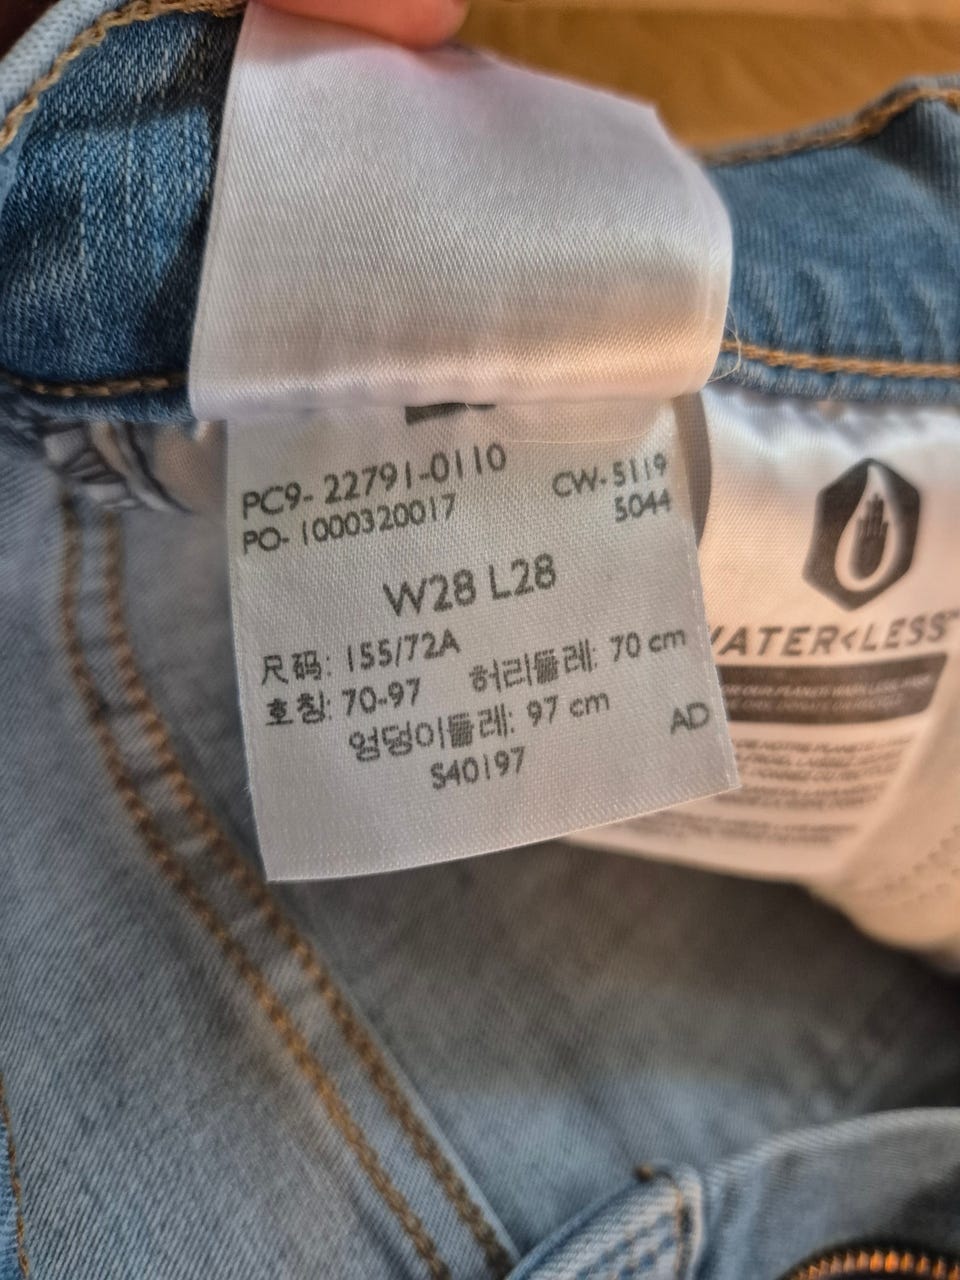 PC9-22791-0110 CW-5119
PO-1000320017 5044
W28 L28
尺码: 155/72A
호칭: 70-97 허리둘레: 70 cm
엉덩이둘레: 97 cm AD
S40197
WATER<LESS™